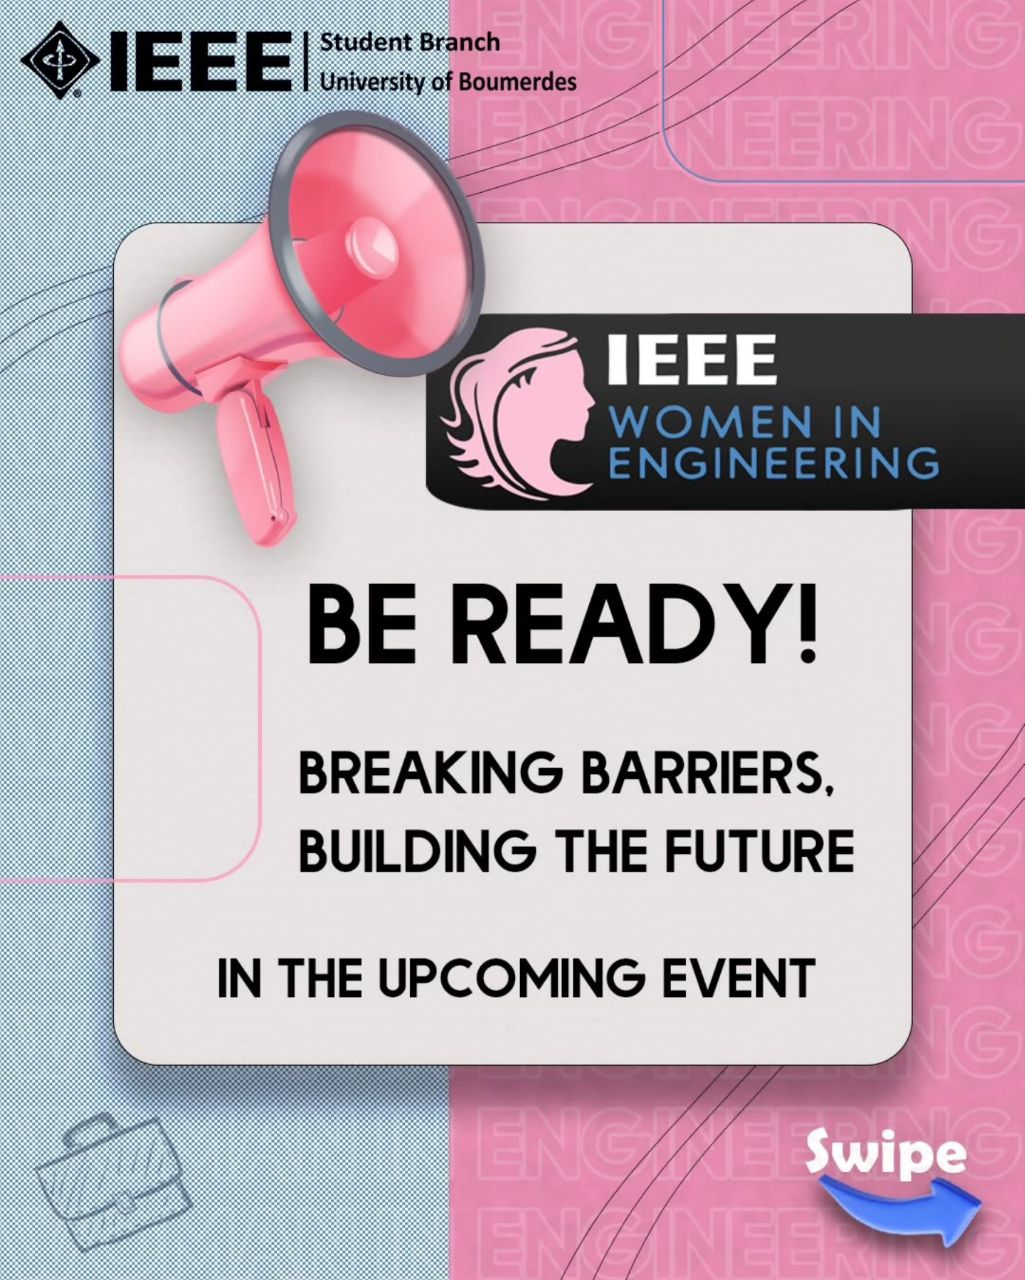 IEEE
Student Branch
University of Boumerdes
ENGINEERING
ENGINEERING
ENGINEERING
IEEE
WOMEN IN
ENGINEERING
BE READY!
BREAKING BARRIERS,
BUILDING THE FUTURE
IN THE UPCOMING EVENT
ENGINEERING
Swipe
ENGINEERING